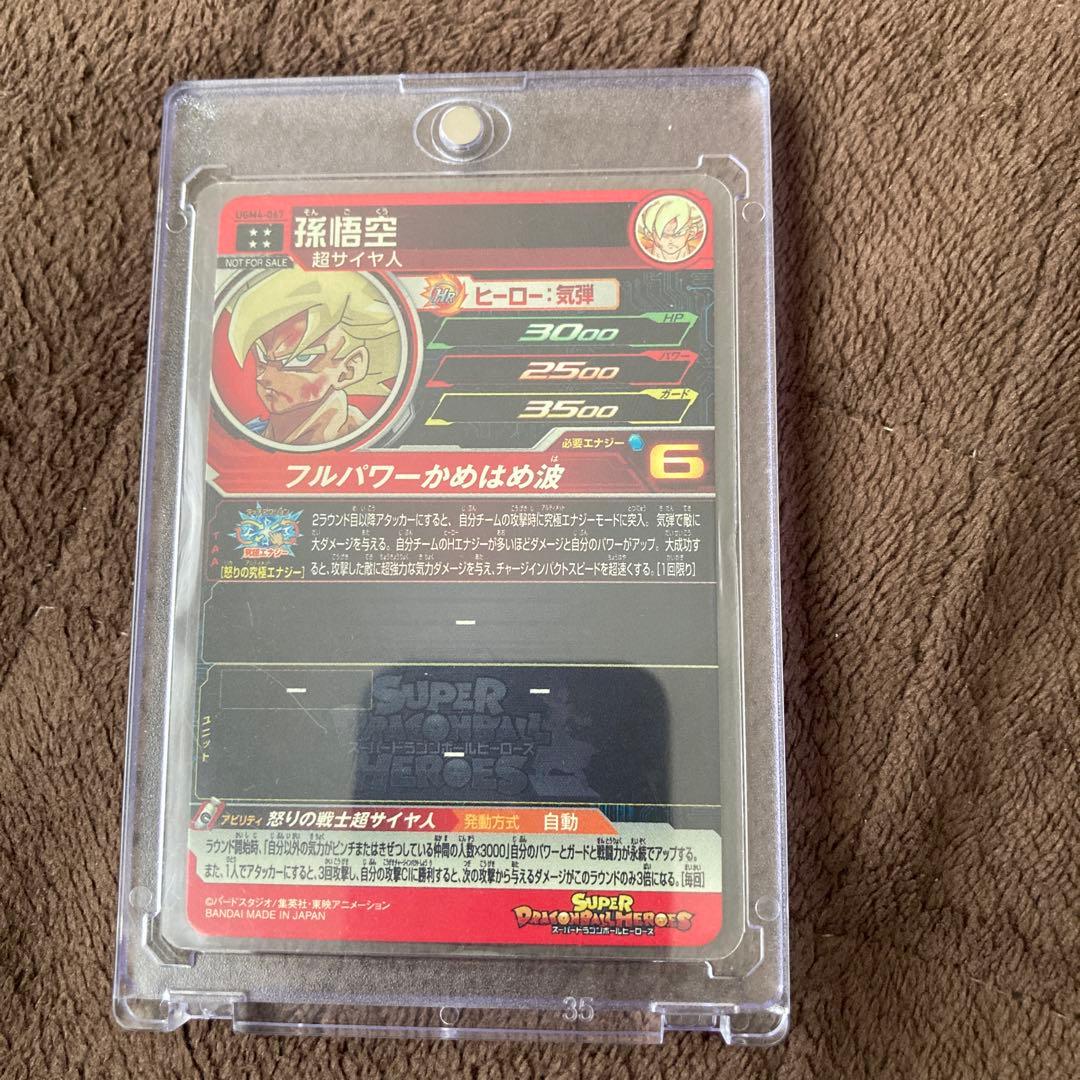 UGM4-067
★★
★★
NOT FOR SALE
そん ご くう
孫悟空
超サイヤ人
HR
ヒーロー:気弾
HP
3000
パワー
2500
ガード
3500
必要エナジー
6
は
フルパワーかめはめ波
TAA
究極エナジー
[怒りの究極エナジー]
2ラウンド目以降アタッカーにすると、自分チームの攻撃時に究極エナジーモードに突入。気弾で敵に
大ダメージを与える。自分チームのHエナジーが多いほどダメージと自分のパワーがアップ。大成功す
ると、攻撃した敵に超強力な気力ダメージを与え、チャージインパクトスピードを超速くする。[1回限り]
ー
ー ー
ユニット
ー
SUPER
DRAGONBALL
スーパードラゴンボールヒーローズ
HEROES
アビリティ 怒りの戦士超サイヤ人 発動方式 自動
ラウンド開始時、「自分以外の気力がピンチまたはきぜつしている仲間の人数×3000」自分のパワーとガードと戦闘力が永続でアップする。
また、1人でアタッカーにすると、3回攻撃し、自分の攻撃CIに勝利すると、次の攻撃から与えるダメージがこのラウンドのみ3倍になる。[毎回]
©バードスタジオ/集英社・東映アニメーション
BANDAI MADE IN JAPAN
SUPER
DRAGONBALL HEROES
スーパードラゴンボールヒーローズ
35